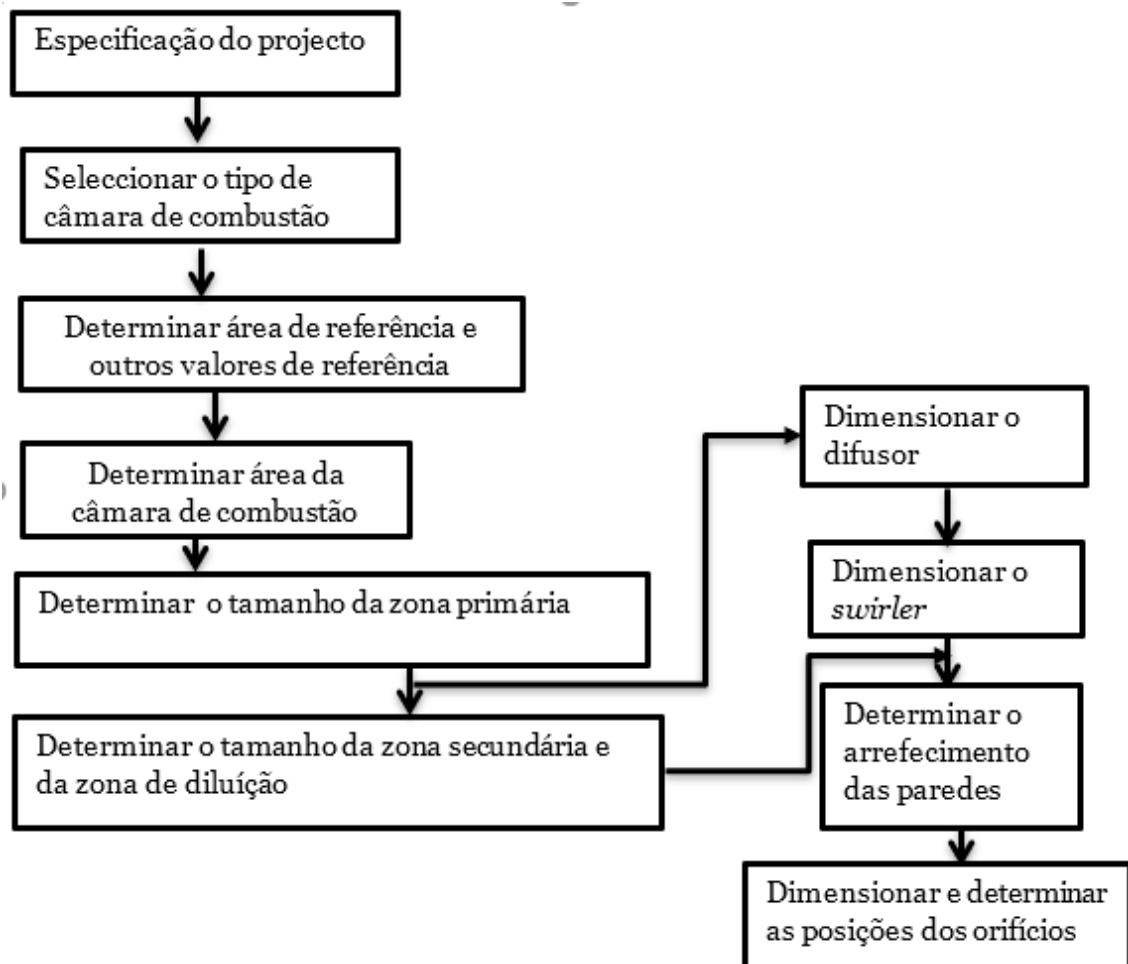 Especificação do projecto
Seleccionar o tipo de
câmara de combustão
Determinar área de referência e
outros valores de referência
Determinar área da
câmara de combustão
Determinar o tamanho da zona primária
Determinar o tamanho da zona secundária e
da zona de diluíção
Dimensionar o
difusor
Dimensionar o
swirler
Determinar o
arrefecimento
das paredes
Dimensionar e determinar
as posições dos orifícios